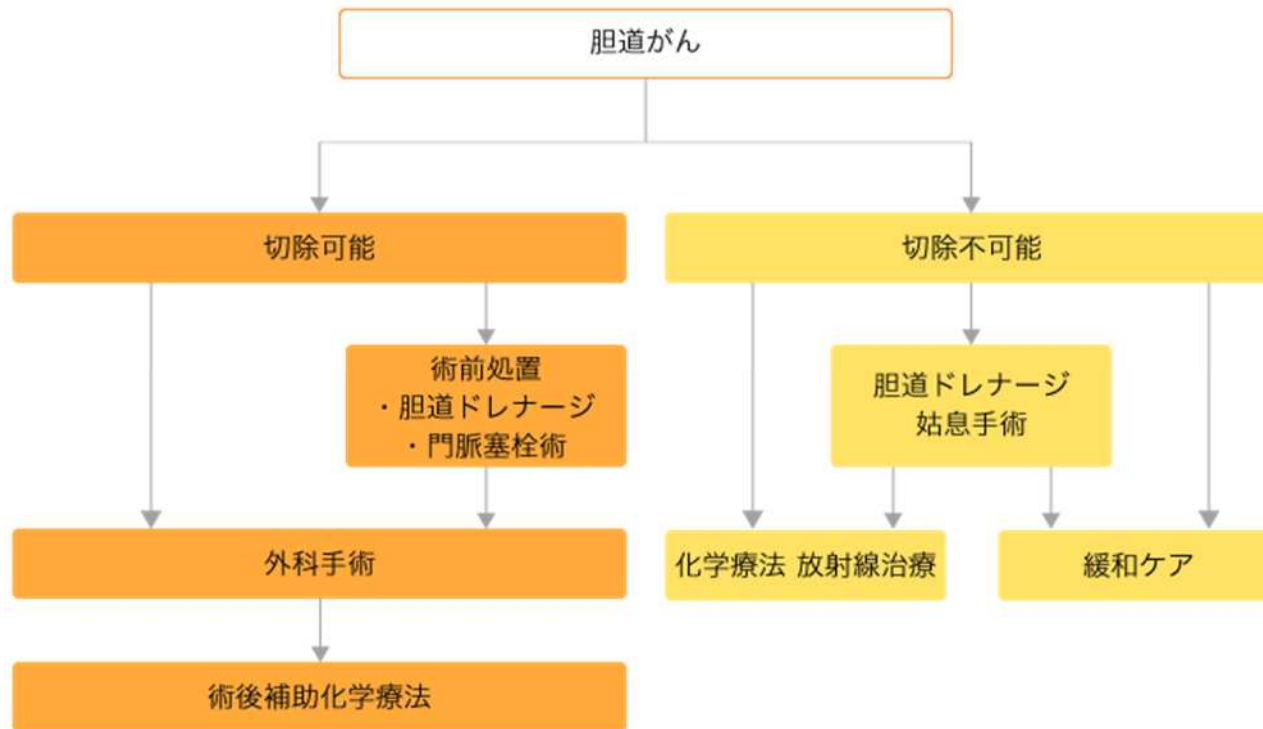 胆道がん
切除可能
切除不可能
術前処置
・胆道ドレナージ
・門脈塞栓術
胆道ドレナージ
姑息手術
外科手術
化学療法 放射線治療
緩和ケア
術後補助化学療法